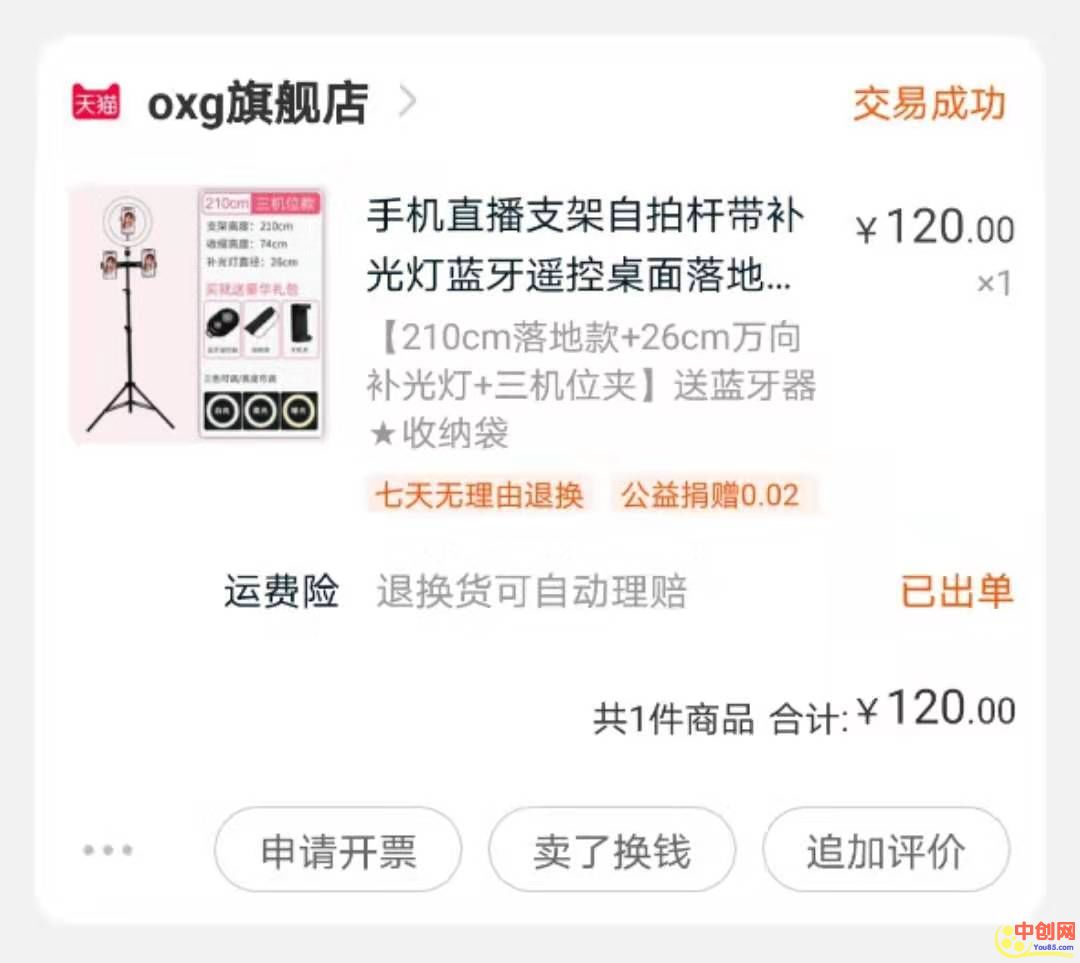 天猫 oxg旗舰店 > 交易成功
210cm 三机位款
支架高度：210cm
收缩高度：74cm
补光灯直径：26cm
买就送豪华礼包
手机直播支架自拍杆带补
光灯蓝牙遥控桌面落地...
¥120.00
×1
【210cm落地款+26cm万向
补光灯+三机位夹】送蓝牙器
★收纳袋
七天无理由退换 公益捐赠0.02
运费险 退换货可自动理赔 已出单
共1件商品 合计:¥120.00
申请开票 卖了换钱 追加评价
中创网
You85.com